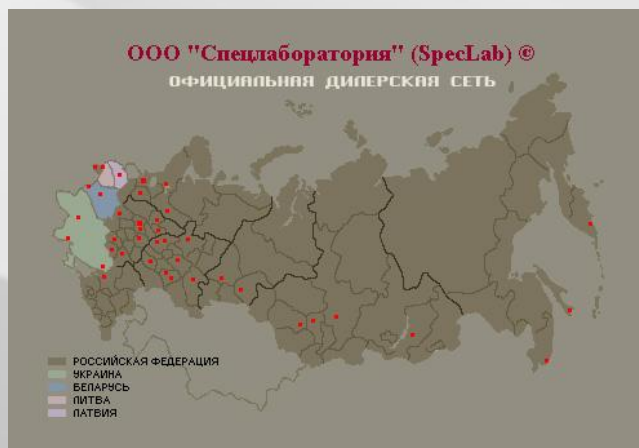 ООО "Спецлаборатория" (SpecLab) ©
ОФИЦИАЛЬНАЯ ДИЛЕРСКАЯ СЕТЬ
РОССИЙСКАЯ ФЕДЕРАЦИЯ
УКРАИНА
БЕЛАРУСЬ
ЛИТВА
ЛАТВИЯ